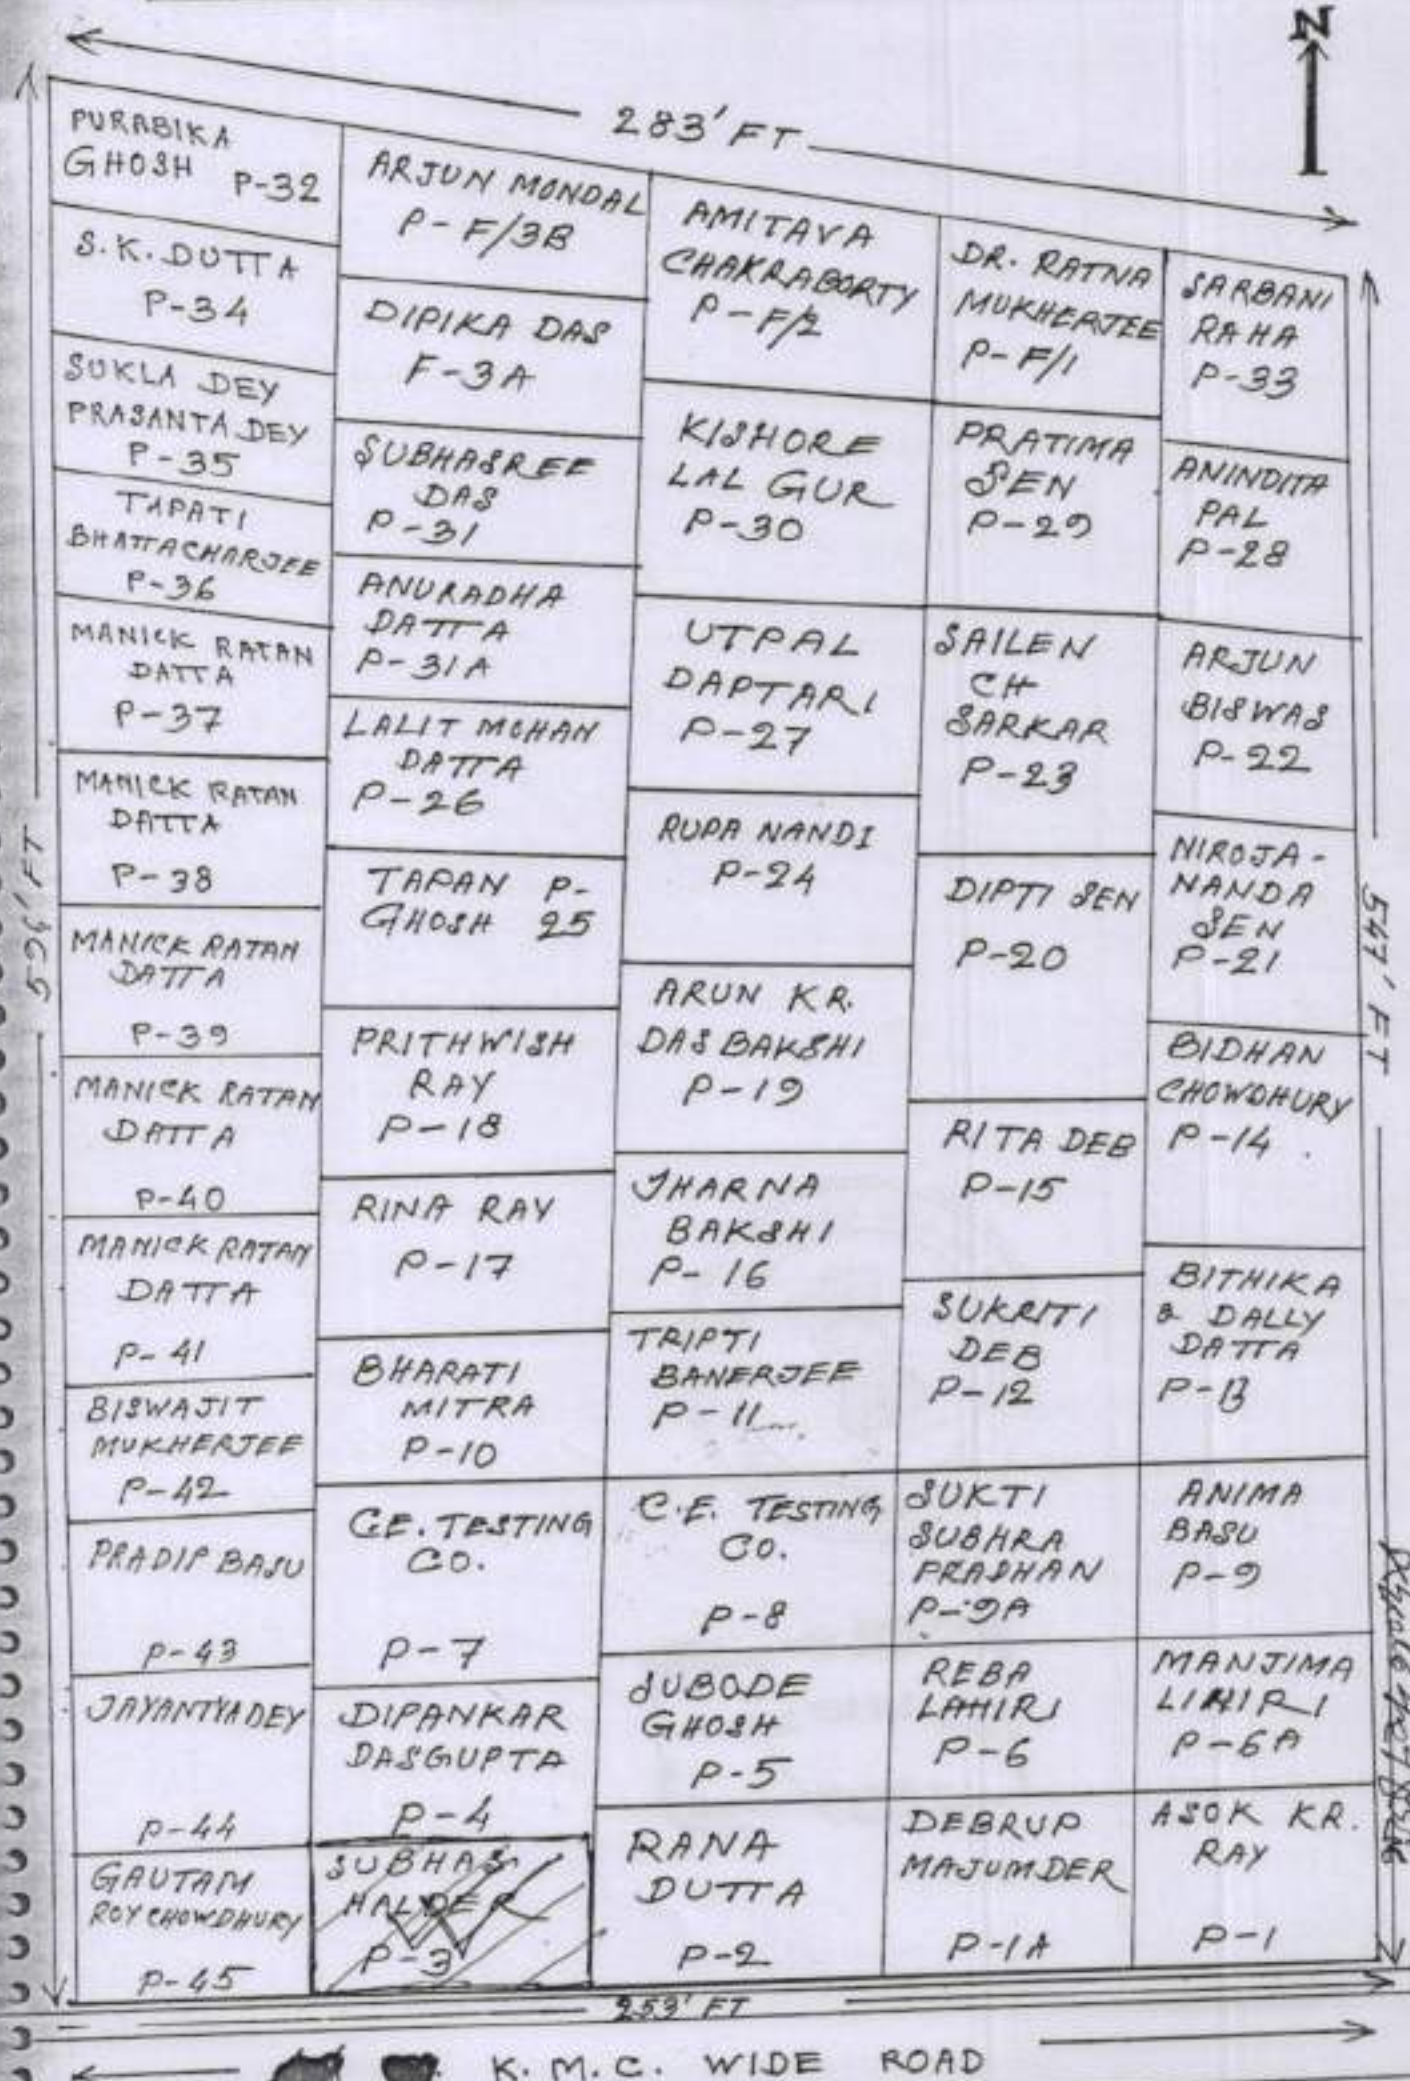 N
283' FT
PURABIKA
GHOSH P-32
S.K. DUTTA
P-34
SUKLA DEY
PRASANTA DEY
P-35
TAPATI
BHATTACHARJEE
P-36
MANICK RATAN
DATTA
P-37
MANICK RATAN
DATTA
P-38
MANICK RATAN
DATTA
P-39
MANICK RATAN
DATTA
P-40
MANICK RATAN
DATTA
P-41
BISWAJIT
MUKHERJEE
P-42
PRADIP BASU
P-43
JAYANTYA DEY
P-44
GAUTAM
ROY CHOWDHURY
P-45
ARJUN MONDAL
P-F/3B
DIPIKA DAS
F-3A
SUBHASREE
DAS
P-31
ANURADHA
DATTA
P-31A
LALIT MOHAN
DATTA
P-26
TAPAN P-
GHOSH 25
PRITHWISH
RAY
P-18
RINA RAY
P-17
BHARATI
MITRA
P-10
C.E. TESTING
CO.
P-7
DIPANKAR
DASGUPTA
P-4
SUBHAS
HALDER
P-3
AMITAVA
CHAKRABORTY
P-F/2
KISHORE
LAL GUR
P-30
UTPAL
DAPTARI
P-27
RUPA NANDI
P-24
ARUN KR.
DAS BAKSHI
P-19
JHARNA
BAKSHI
P-16
TRIPTI
BANERJEE
P-11
C.E. TESTING
CO.
P-8
SUBODE
GHOSH
P-5
RANA
DUTTA
P-2
DR. RATNA
MUKHERJEE
P-F/1
PRATIMA
SEN
P-29
SAILEN
CH
SARKAR
P-23
DIPTI SEN
P-20
RITA DEB
P-15
SUKRITI
DEB
P-12
SUKTI
SUBHRA
PRADHAN
P-9A
REBA
LAHIRI
P-6
DEBRUP
MAJUMDER
P-1A
SARBANI
RAHA
P-33
ANINDITA
PAL
P-28
ARJUN
BISWAS
P-22
NIROJA-
NANDA
SEN
P-21
BIDHAN
CHOWDHURY
P-14
BITHIKA
& DALLY
DATTA
P-13
ANIMA
BASU
P-9
MANJIMA
LIHIRI
P-6A
ASOK KR.
RAY
P-1
547' FT
253' FT
K.M.C. WIDE ROAD